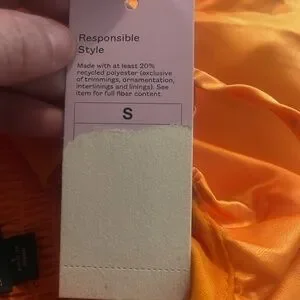 Responsible
Style
Made with at least 20%
recycled polyester (exclusive
of trimmings, ornamentation,
interlinings and linings). See
item for full fiber content.
S